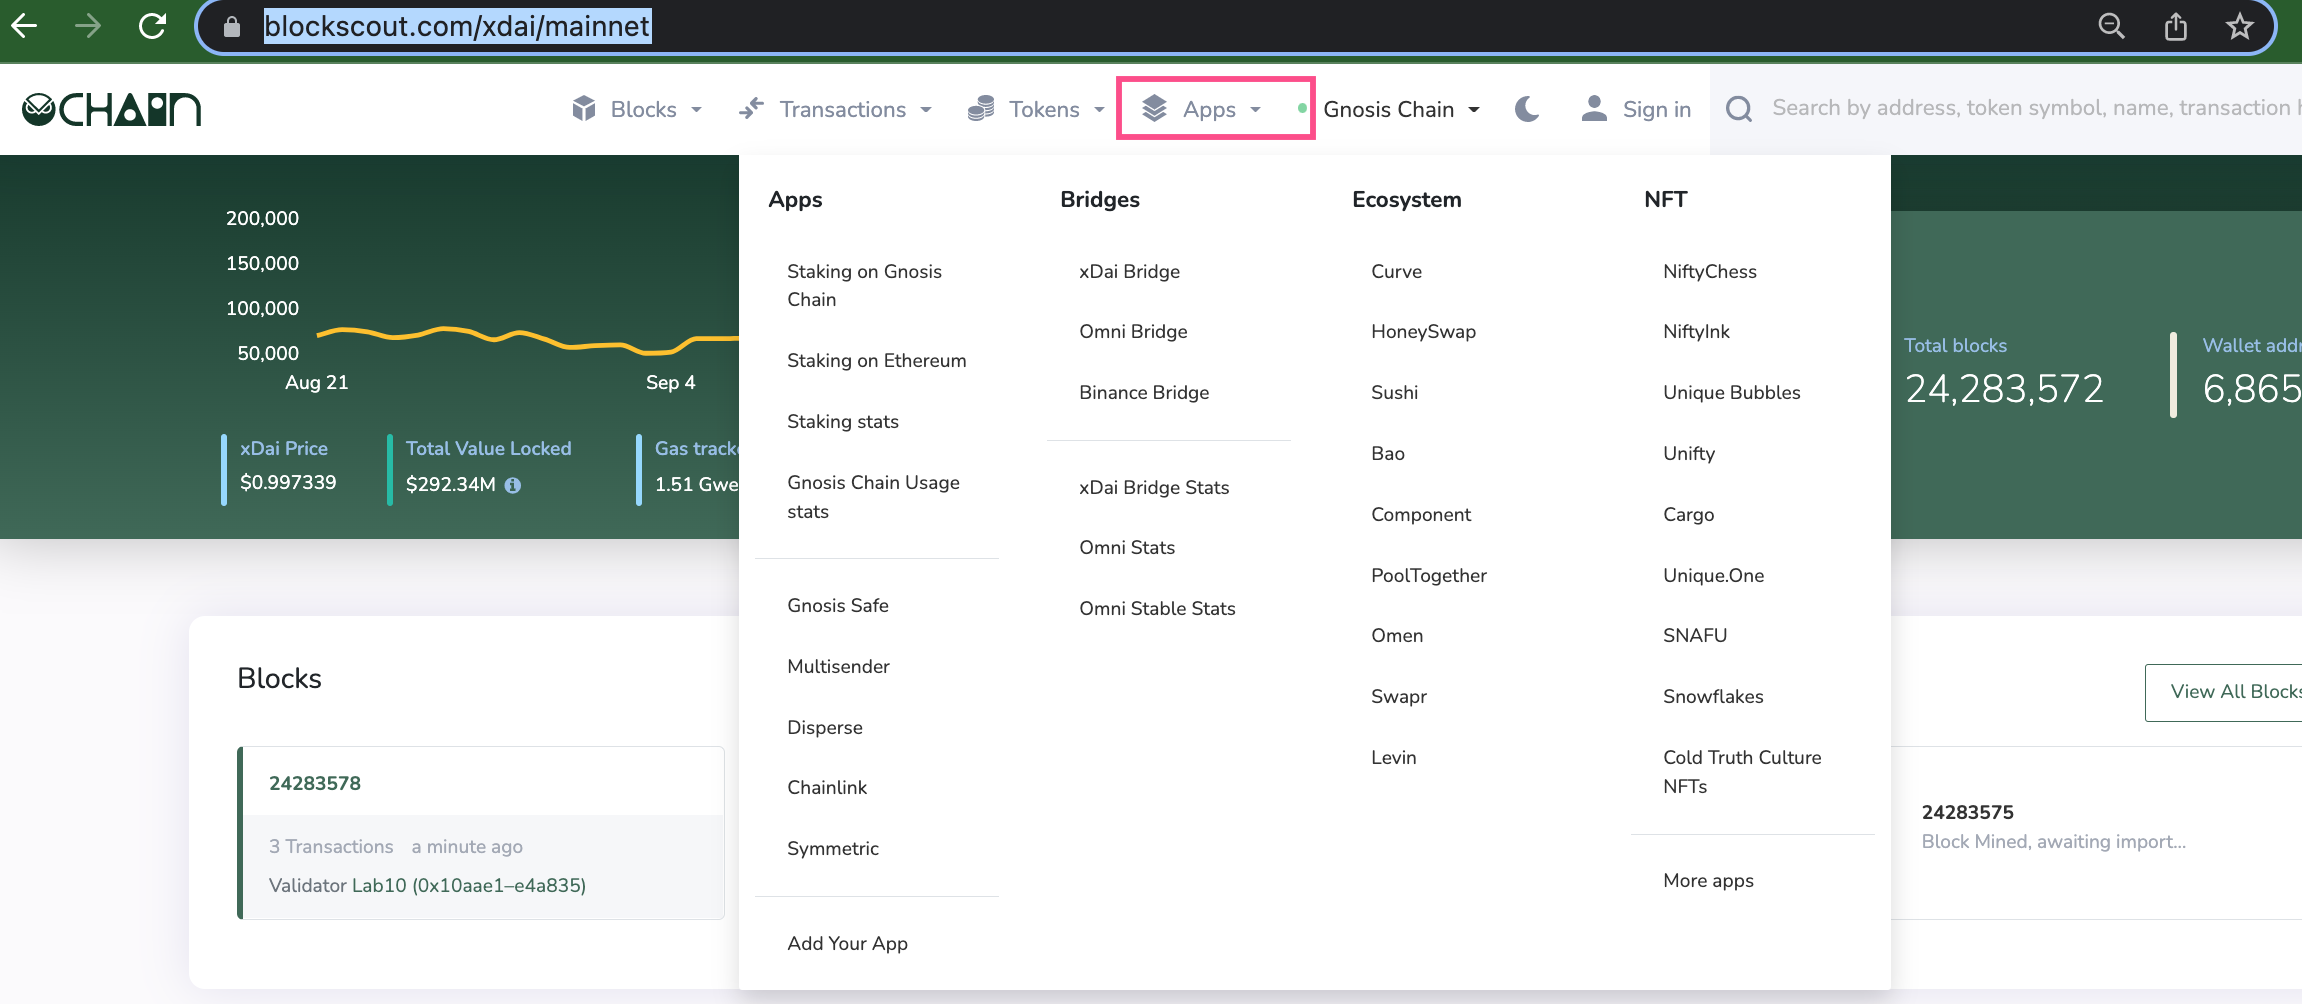 blockscout.com/xdai/mainnet
CHAIN
Blocks
Transactions
Tokens
Apps
Gnosis Chain
Sign in
Search by address, token symbol, name, transaction
200,000
150,000
100,000
50,000
Aug 21
Sep 4
xDai Price
$0.997339
Total Value Locked
$292.34M
Gas track
1.51 Gwe
Apps
Staking on Gnosis
Chain
Staking on Ethereum
Staking stats
Gnosis Chain Usage
stats
Gnosis Safe
Multisender
Disperse
Chainlink
Symmetric
Add Your App
Bridges
xDai Bridge
Omni Bridge
Binance Bridge
xDai Bridge Stats
Omni Stats
Omni Stable Stats
Ecosystem
Curve
HoneySwap
Sushi
Bao
Component
PoolTogether
Omen
Swapr
Levin
NFT
NiftyChess
NiftyInk
Unique Bubbles
Unifty
Cargo
Unique.One
SNAFU
Snowflakes
Cold Truth Culture
NFTs
More apps
Total blocks
24,283,572
Wallet add
6,865
Blocks
View All Blocks
24283578
3 Transactions a minute ago
Validator Lab10 (0x10aae1–e4a835)
24283575
Block Mined, awaiting import...